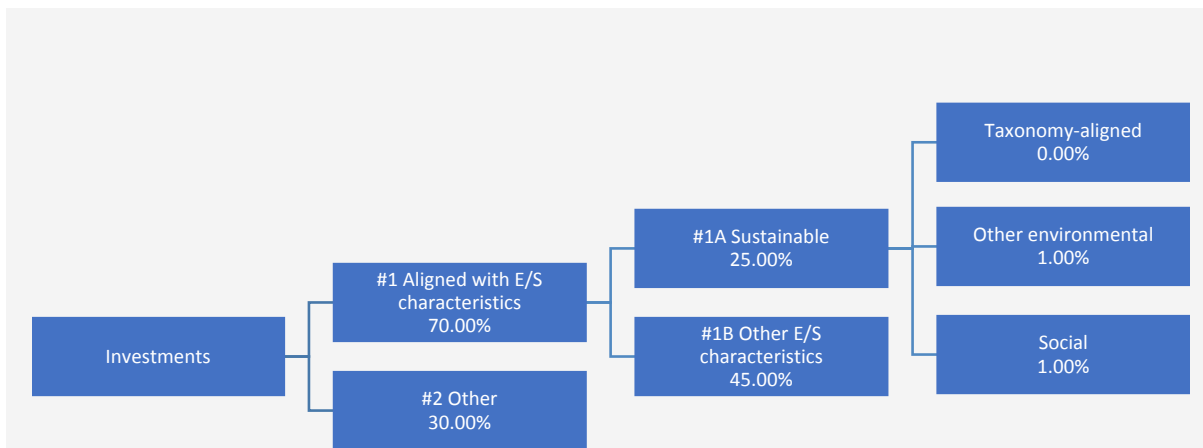 Investments
#1 Aligned with E/S
characteristics
70.00%
#2 Other
30.00%
#1A Sustainable
25.00%
#1B Other E/S
characteristics
45.00%
Taxonomy-aligned
0.00%
Other environmental
1.00%
Social
1.00%